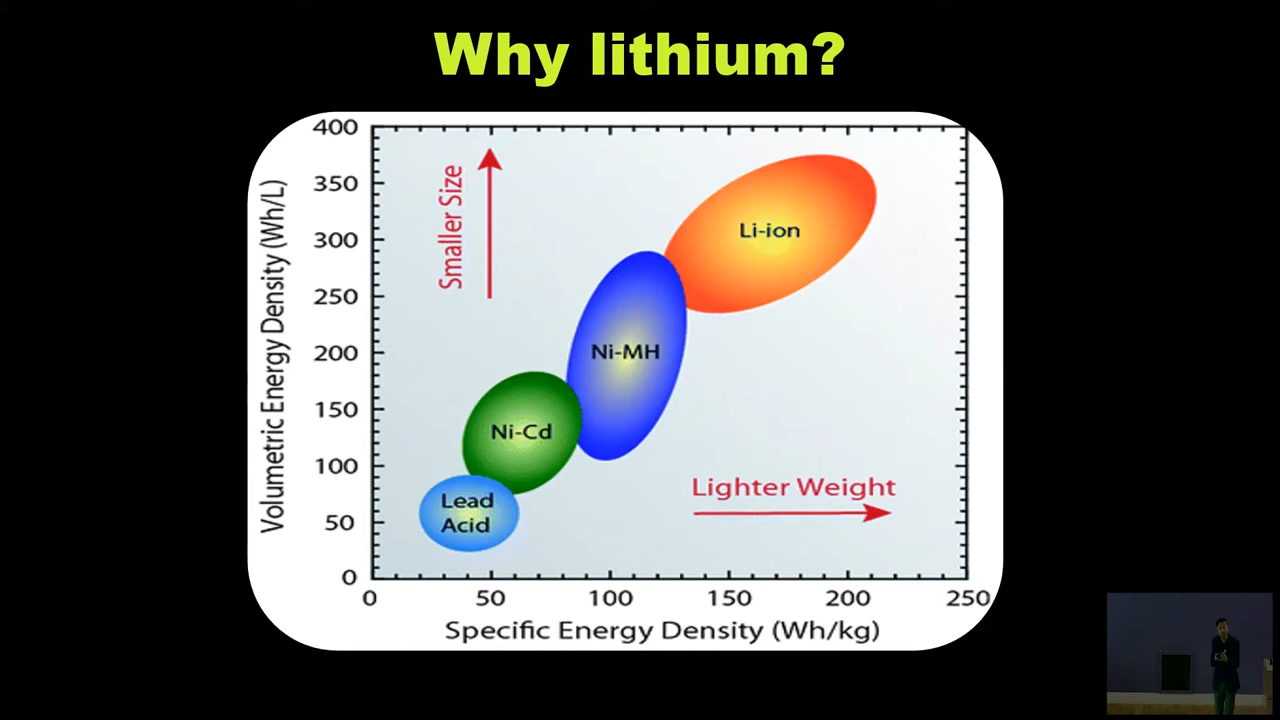 Why lithium?
400
350
300
250
200
150
100
50
0
Volumetric Energy Density (Wh/L)
Smaller Size
Li-ion
Ni-MH
Ni-Cd
Lead
Acid
Lighter Weight
0 50 100 150 200 250
Specific Energy Density (Wh/kg)